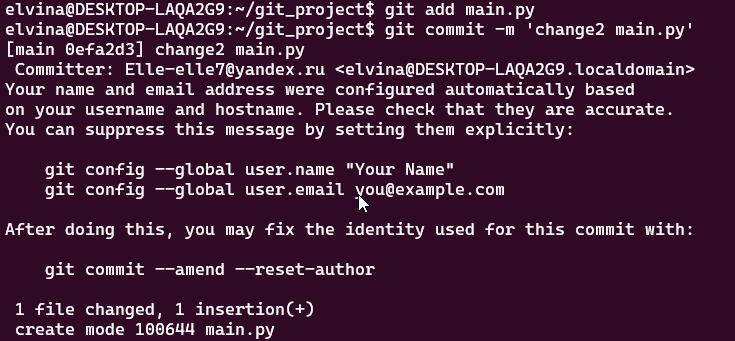 elvina@DESKTOP-LAQA2G9:~/git_project$ git add main.py
elvina@DESKTOP-LAQA2G9:~/git_project$ git commit -m 'change2 main.py'
[main 0efa2d3] change2 main.py
 Committer: Elle-elle7@yandex.ru <elvina@DESKTOP-LAQA2G9.localdomain>
Your name and email address were configured automatically based
on your username and hostname. Please check that they are accurate.
You can suppress this message by setting them explicitly:

    git config --global user.name "Your Name"
    git config --global user.email you@example.com

After doing this, you may fix the identity used for this commit with:

    git commit --amend --reset-author

 1 file changed, 1 insertion(+)
 create mode 100644 main.py